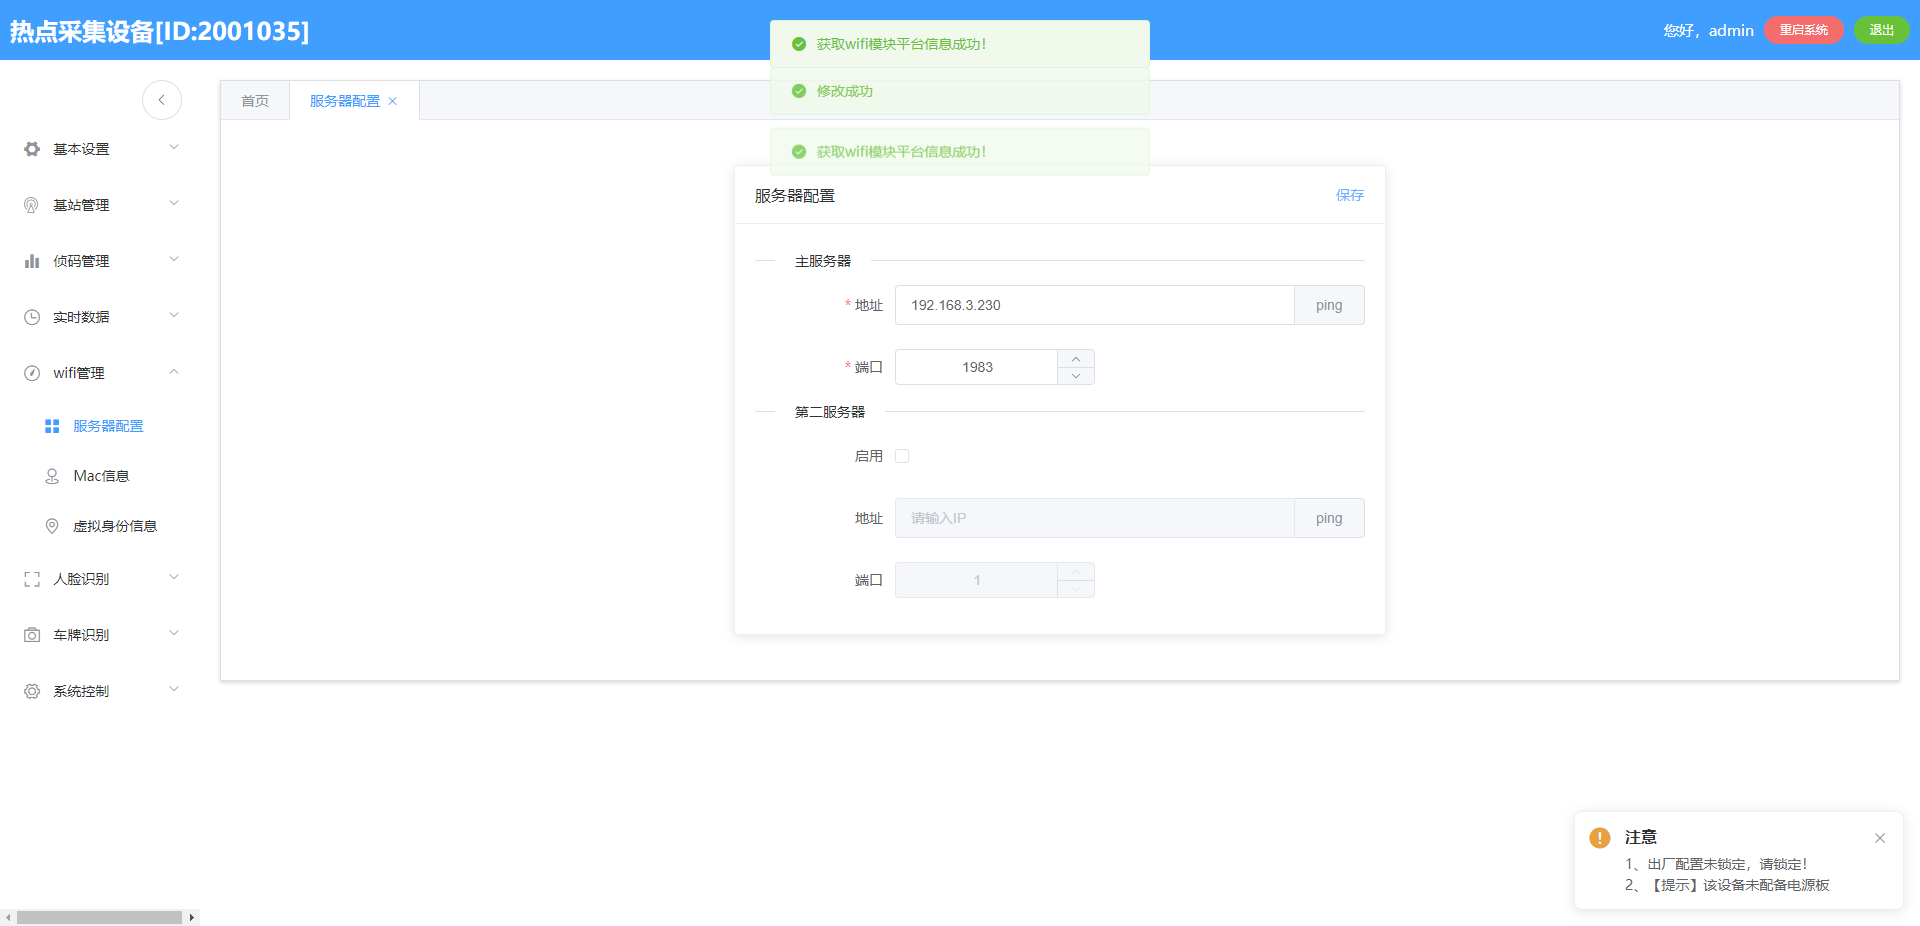 热点采集设备[ID:2001035]
您好，admin
重启系统
退出
获取wifi模块平台信息成功！
修改成功
获取wifi模块平台信息成功！
首页
服务器配置
基本设置
基站管理
侦码管理
实时数据
wifi管理
服务器配置
Mac信息
虚拟身份信息
人脸识别
车牌识别
系统控制
服务器配置
保存
主服务器
* 地址 192.168.3.230 ping
* 端口 1983
第二服务器
启用
地址 请输入IP ping
端口 1
注意
1、出厂配置未锁定，请锁定！
2、【提示】该设备未配备电源板